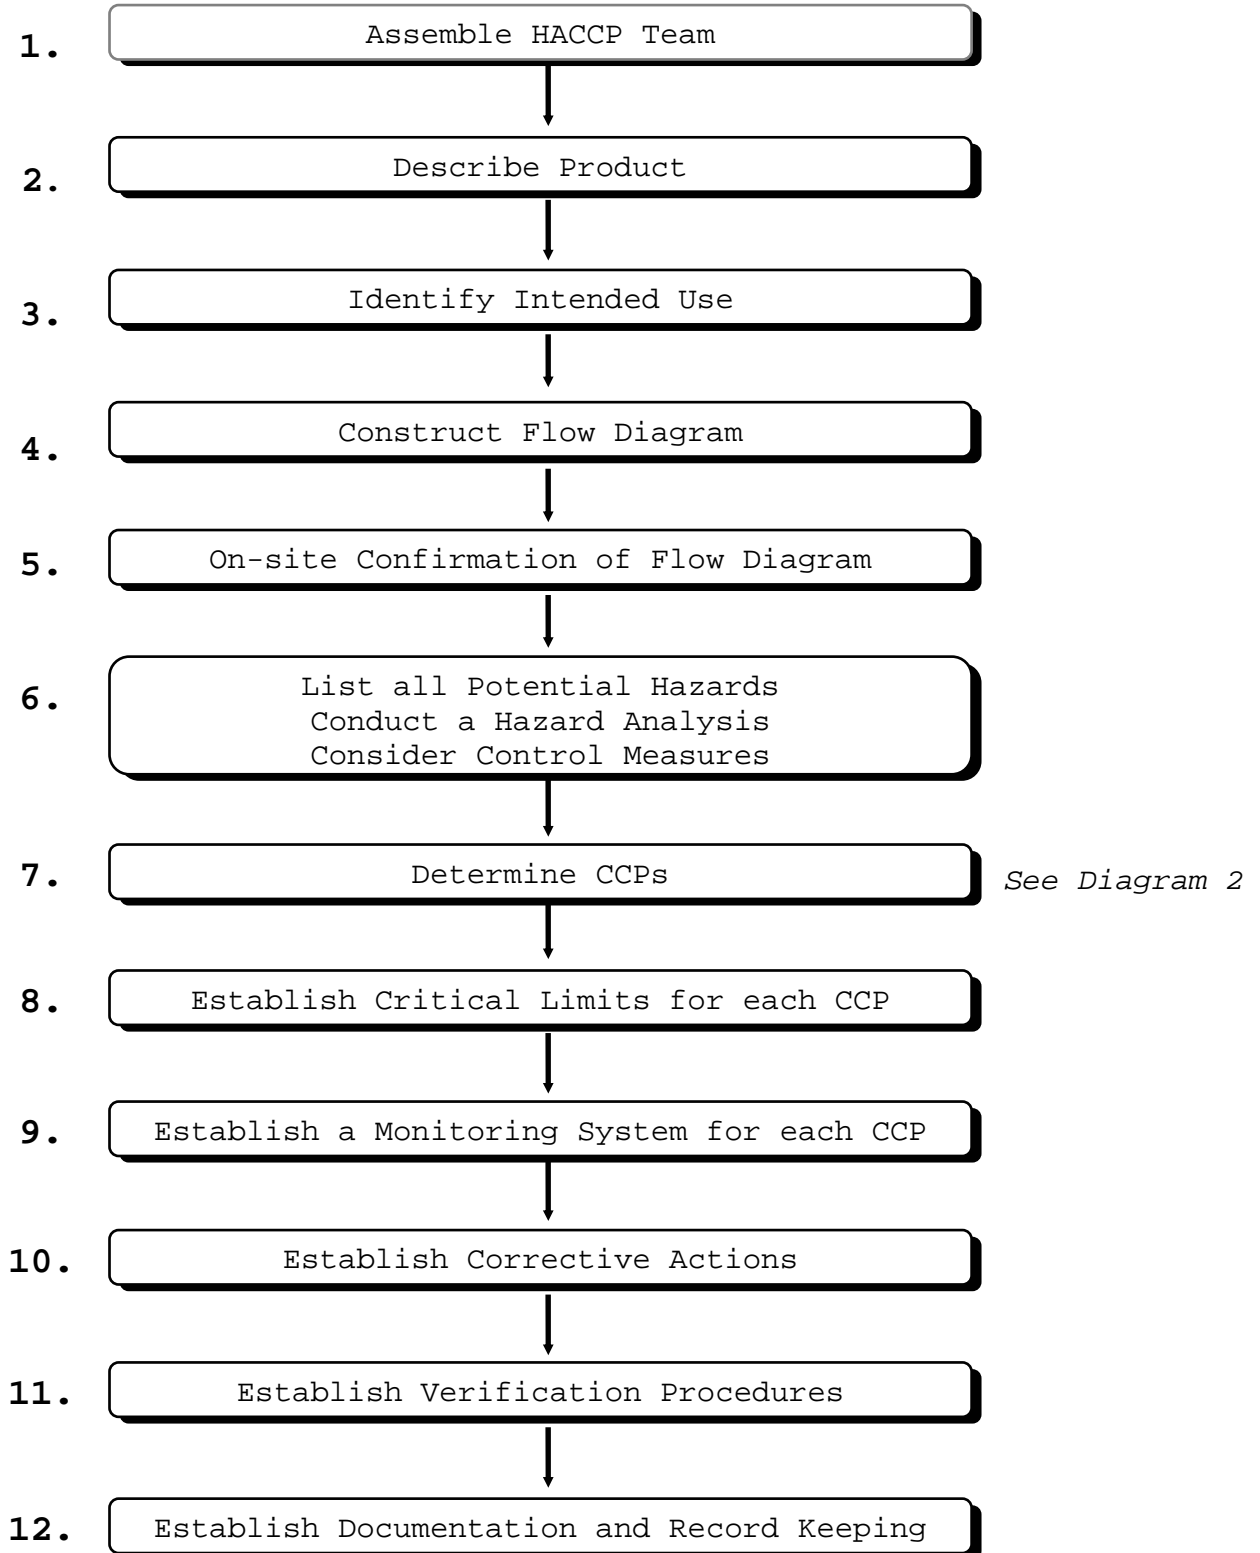 1. Assemble HACCP Team
2. Describe Product
3. Identify Intended Use
4. Construct Flow Diagram
5. On-site Confirmation of Flow Diagram
6. List all Potential Hazards
Conduct a Hazard Analysis
Consider Control Measures
7. Determine CCPs See Diagram 2
8. Establish Critical Limits for each CCP
9. Establish a Monitoring System for each CCP
10. Establish Corrective Actions
11. Establish Verification Procedures
12. Establish Documentation and Record Keeping